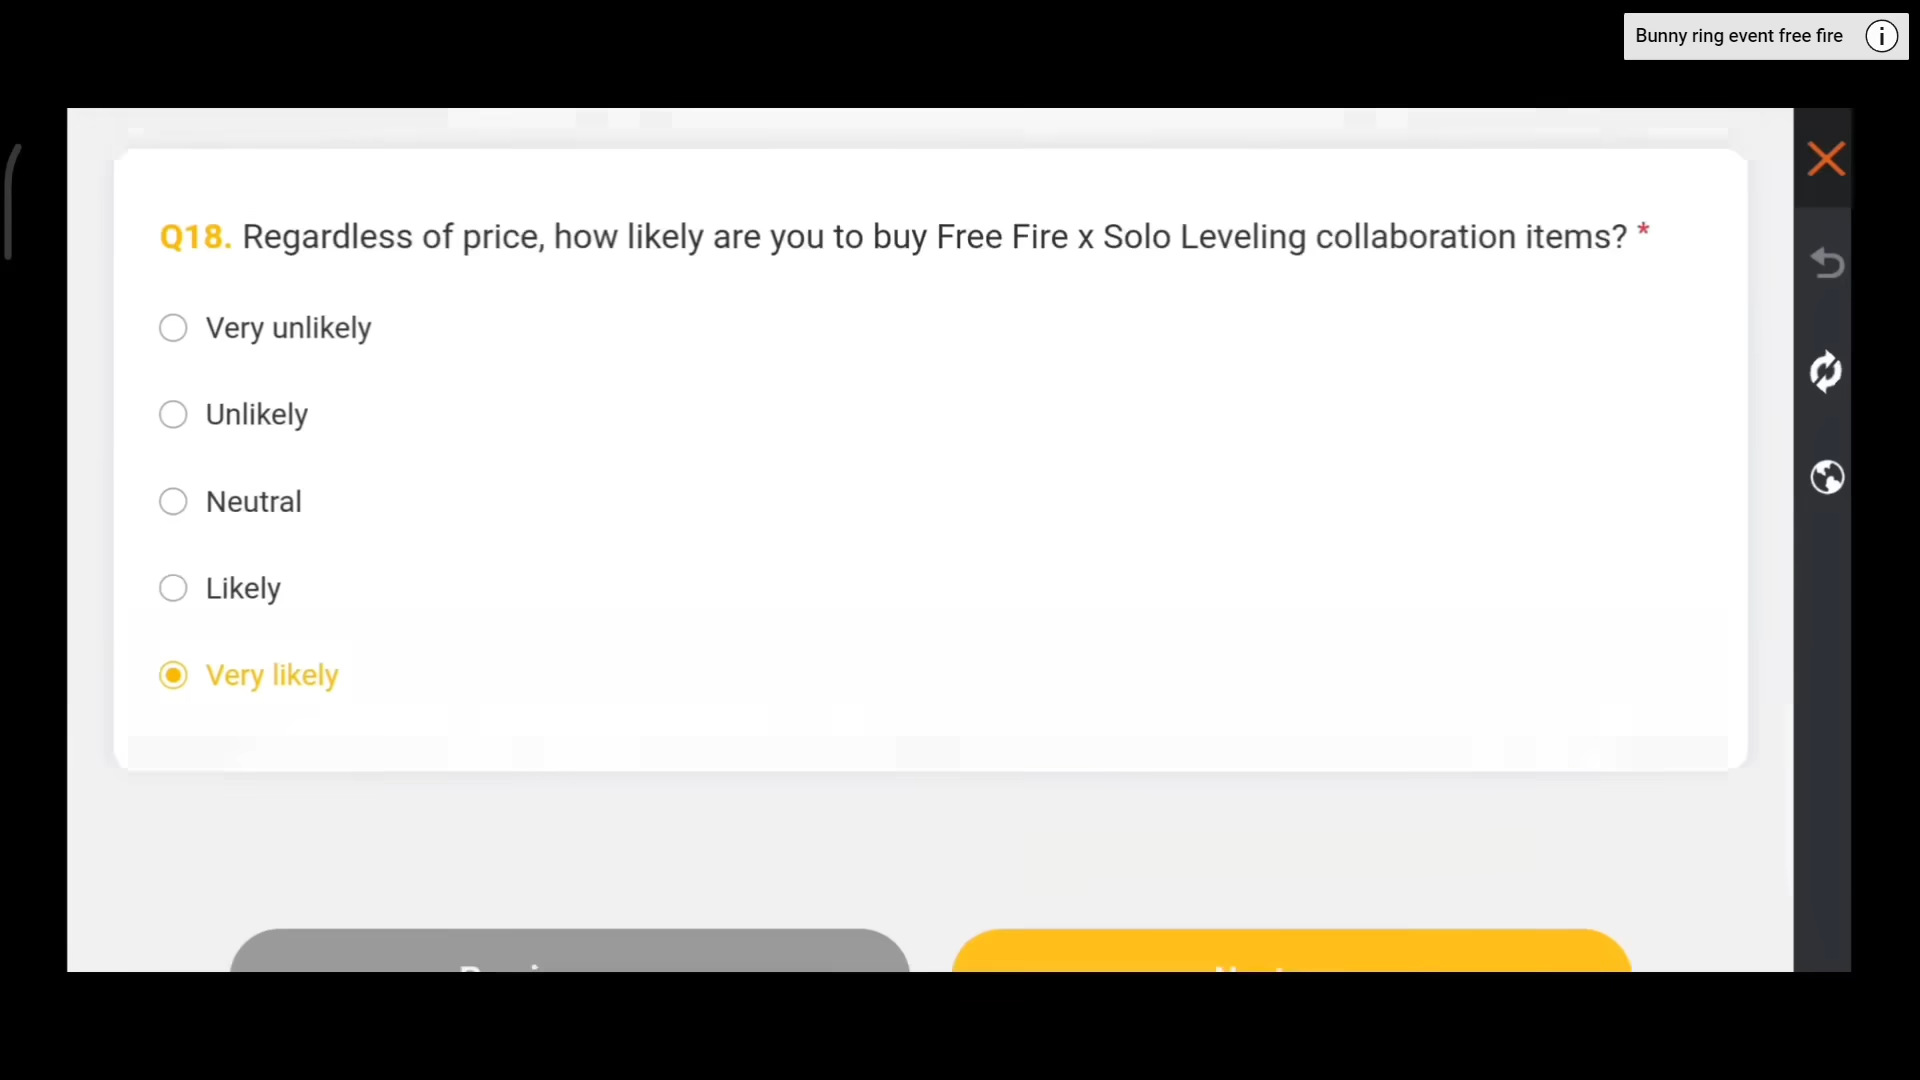 Bunny ring event free fire
Q18. Regardless of price, how likely are you to buy Free Fire x Solo Leveling collaboration items? *
Very unlikely
Unlikely
Neutral
Likely
Very likely